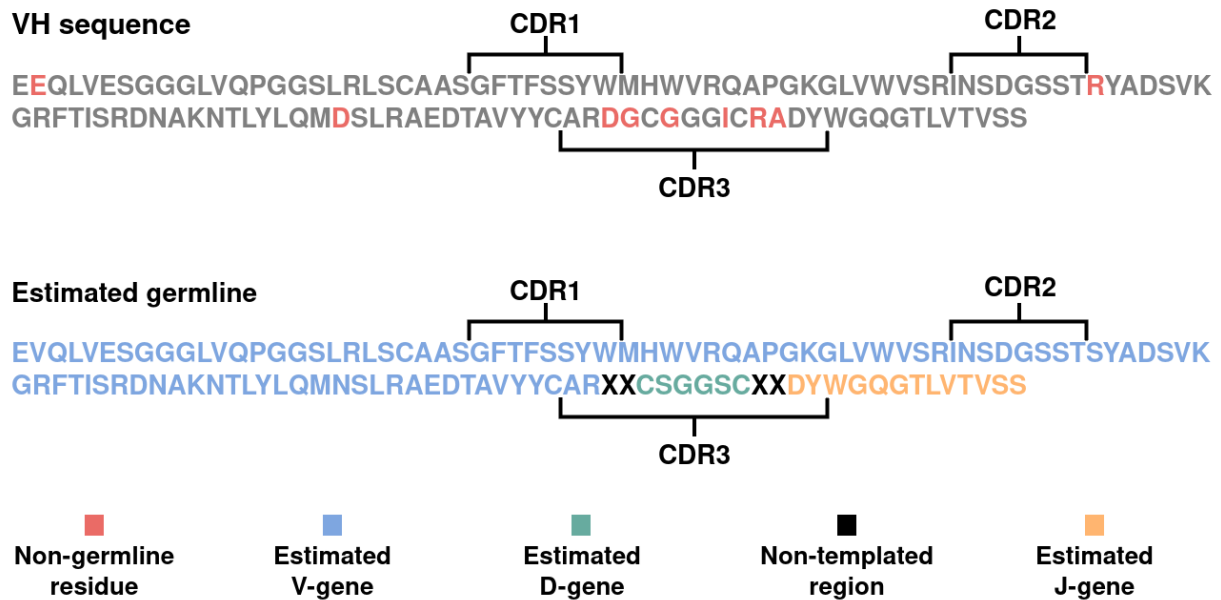 VH sequence
CDR1
CDR2
EEQLVESGGGLVQPGGSLRLSCAASGFTFSSYWMHWVRQAPGKGLVWVSRINSDGSSTRYADSVK
GRFTISRDNAKNTLYLQMDSLRAEDTAVYYCARDGCGGGICRADYWGQGTLVTVSS
CDR3
Estimated germline
CDR1
CDR2
EVQLVESGGGLVQPGGSLRLSCAASGFTFSSYWMHWVRQAPGKGLVWVSRINSDGSSTSYADSVK
GRFTISRDNAKNTLYLQMNSLRAEDTAVYYCARXXCSGGSCXXDYWGQGTLVTVSS
CDR3
Non-germline
residue
Estimated
V-gene
Estimated
D-gene
Non-templated
region
Estimated
J-gene